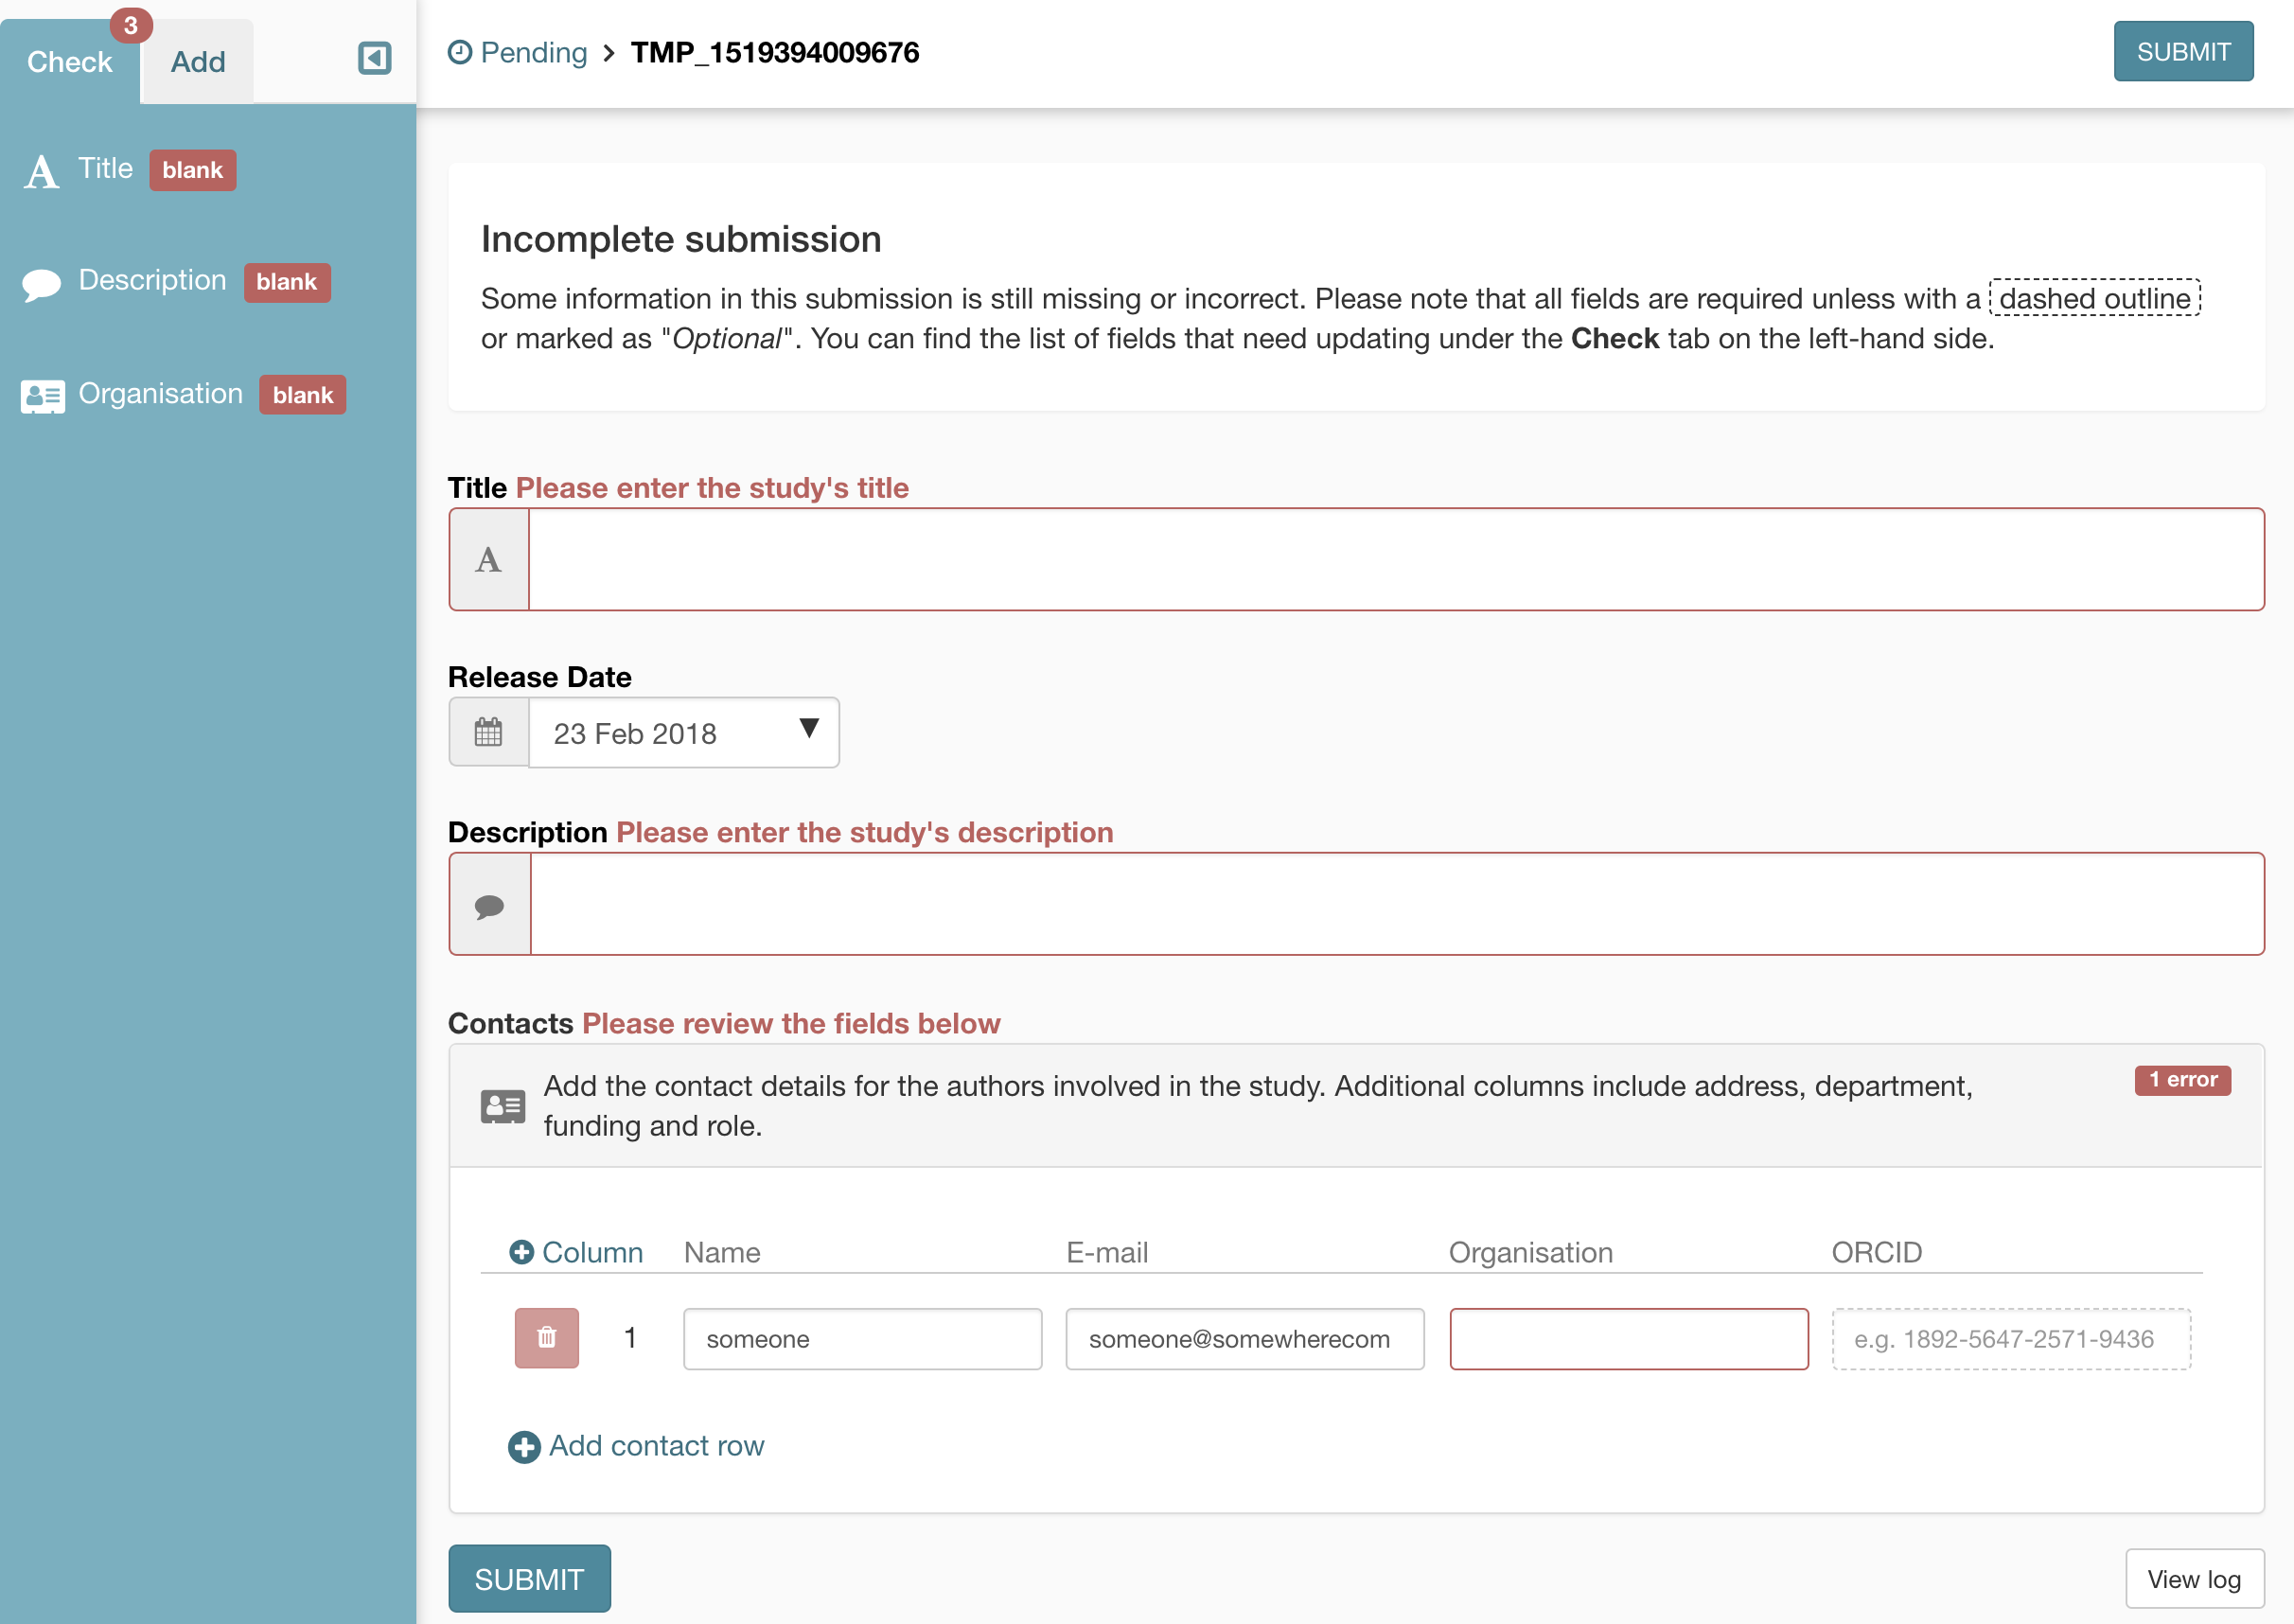 Check 3
Add
Title blank
Description blank
Organisation blank
Pending > TMP_1519394009676
SUBMIT
Incomplete submission
Some information in this submission is still missing or incorrect. Please note that all fields are required unless with a dashed outline
or marked as "Optional". You can find the list of fields that need updating under the Check tab on the left-hand side.
Title Please enter the study's title
A
Release Date
23 Feb 2018
Description Please enter the study's description
Contacts Please review the fields below
Add the contact details for the authors involved in the study. Additional columns include address, department,
funding and role.
1 error
Column Name E-mail Organisation ORCID
1 someone someone@somewherecom e.g. 1892-5647-2571-9436
Add contact row
SUBMIT
View log